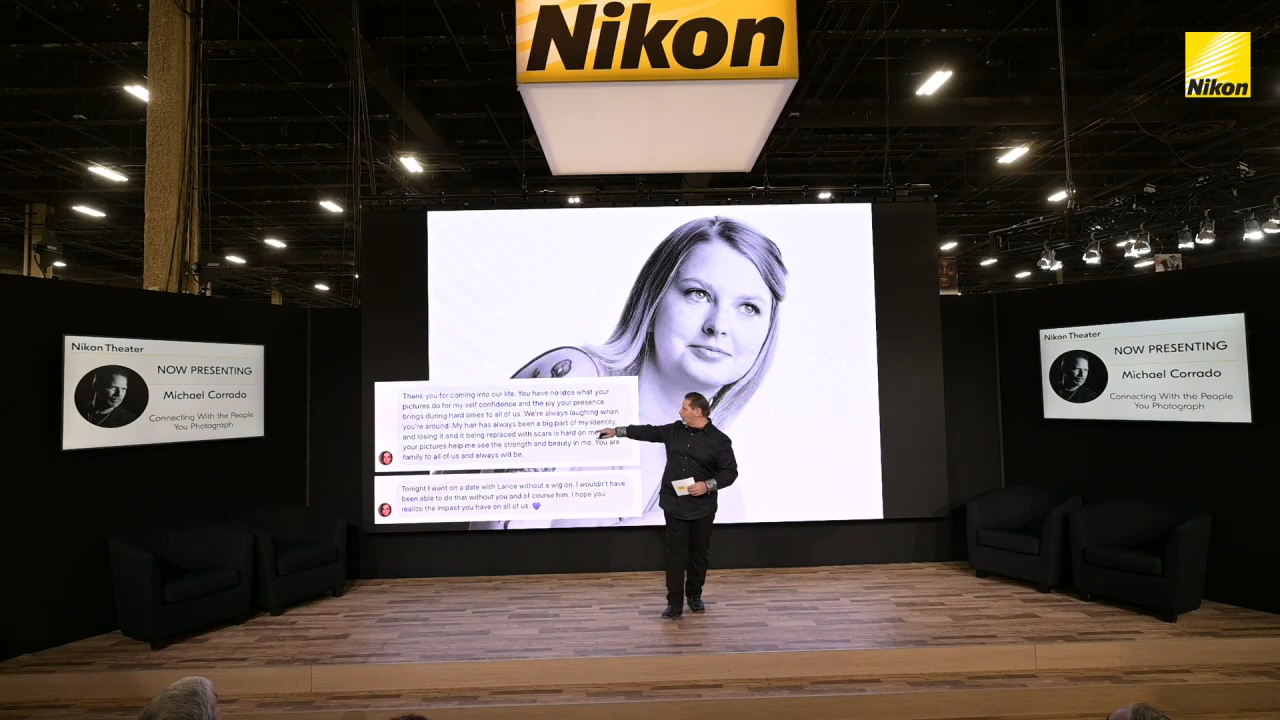 Nikon
Nikon
Nikon Theater
NOW PRESENTING
Michael Corrado
Connecting With the People
You Photograph
Thank you for coming into our life. You have no idea what your
pictures do for my self confidence and the joy your presence
brings during hard times to all of us. We're always laughing when
you're around. My hair has always been a big part of my identity,
and losing it and it being replaced with scars is hard on
your pictures help me see the strength and beauty in me. You are
family to all of us and always will be.
Tonight I went on a date with Lance without a wig on. I wouldn't have
been able to do that without you and of course him. I hope you
realize the impact you have on all of us. 💜
Nikon Theater
NOW PRESENTING
Michael Corrado
Connecting With the People
You Photograph